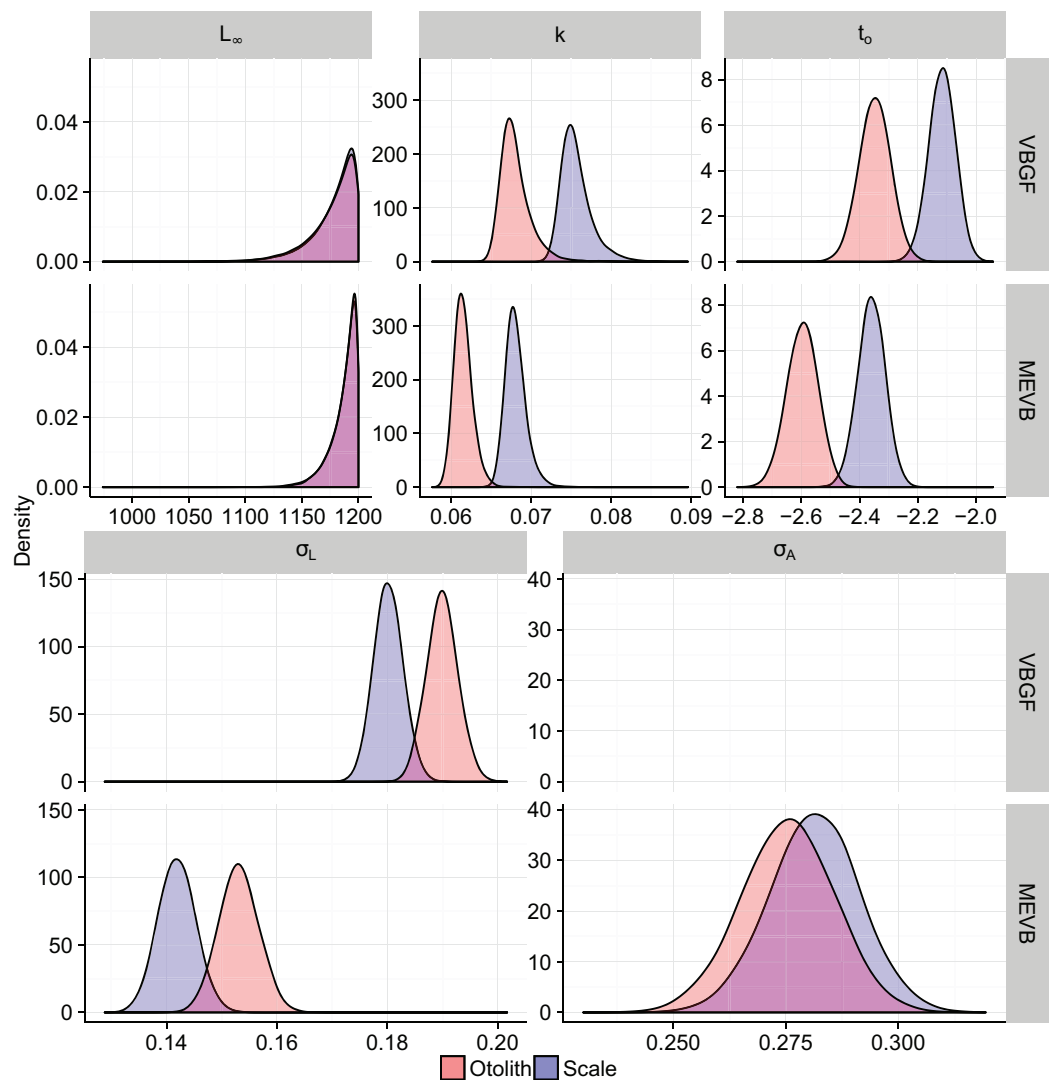 L∞ k to
0.04 0.02 0.00 300 200 100 0 8 6 4 2 0 VBGF
0.04 0.02 0.00 300 200 100 0 8 6 4 2 0 MEVB
1000 1050 1100 1150 1200 0.06 0.07 0.08 0.09 −2.8 −2.6 −2.4 −2.2 −2.0
Density
σL σA
150 100 50 0 40 30 20 10 0 VBGF
150 100 50 0 40 30 20 10 0 MEVB
0.14 0.16 0.18 0.20 0.250 0.275 0.300
Otolith Scale